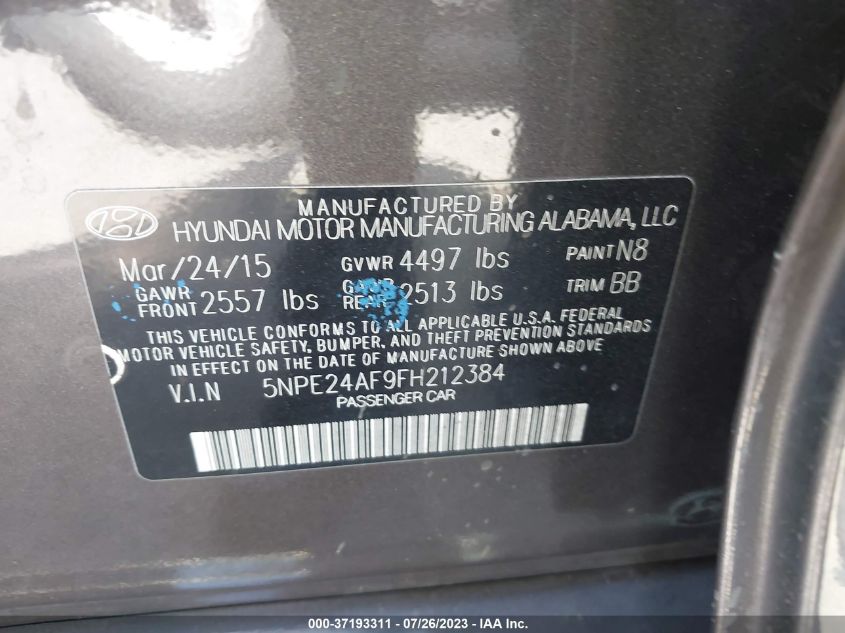 MANUFACTURED BY
HYUNDAI MOTOR MANUFACTURING ALABAMA, LLC
Mar/24/15 GVWR 4497 lbs PAINT N8
GAWR FRONT 2557 lbs GAWR REAR 2513 lbs TRIM BB
THIS VEHICLE CONFORMS TO ALL APPLICABLE U.S.A. FEDERAL
MOTOR VEHICLE SAFETY, BUMPER, AND THEFT PREVENTION STANDARDS
IN EFFECT ON THE DATE OF MANUFACTURE SHOWN ABOVE
V.I.N 5NPE24AF9FH212384
PASSENGER CAR
000-37193311 / 07/26/2023 - © IAA Inc.